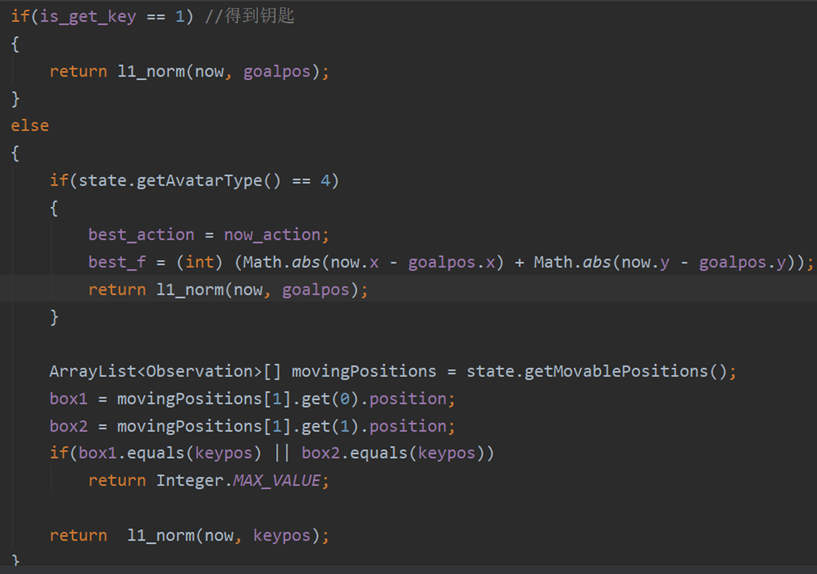 if(is_get_key == 1) //得到钥匙
{
    return l1_norm(now, goalpos);
}
else
{
    if(state.getAvatarType() == 4)
    {
        best_action = now_action;
        best_f = (int) (Math.abs(now.x - goalpos.x) + Math.abs(now.y - goalpos.y));
        return l1_norm(now, goalpos);
    }
    ArrayList<Observation>[] movingPositions = state.getMovablePositions();
    box1 = movingPositions[1].get(0).position;
    box2 = movingPositions[1].get(1).position;
    if(box1.equals(keypos) || box2.equals(keypos))
        return Integer.MAX_VALUE;
    return  l1_norm(now, keypos);
}